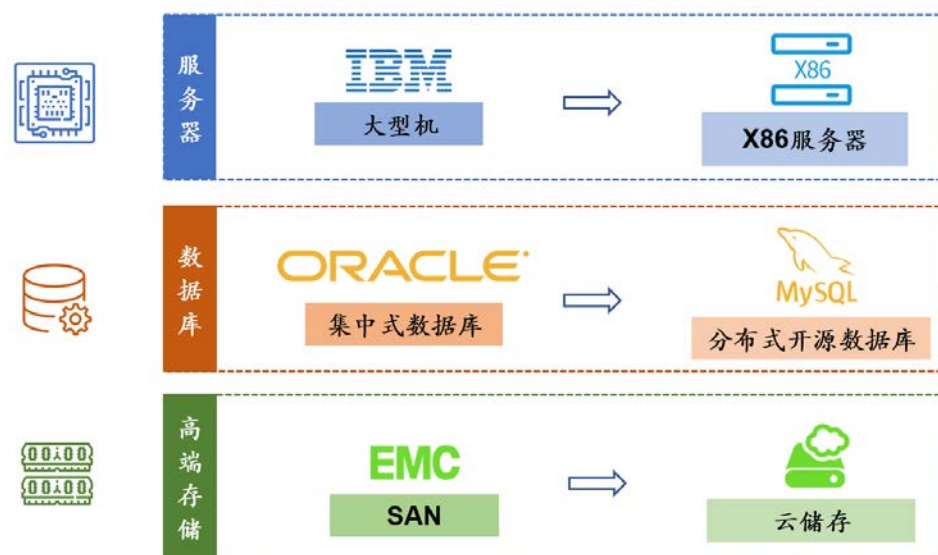 服务器
IBM
大型机
X86
X86服务器
数据库
ORACLE
集中式数据库
MySQL
分布式开源数据库
高端存储
EMC
SAN
云储存